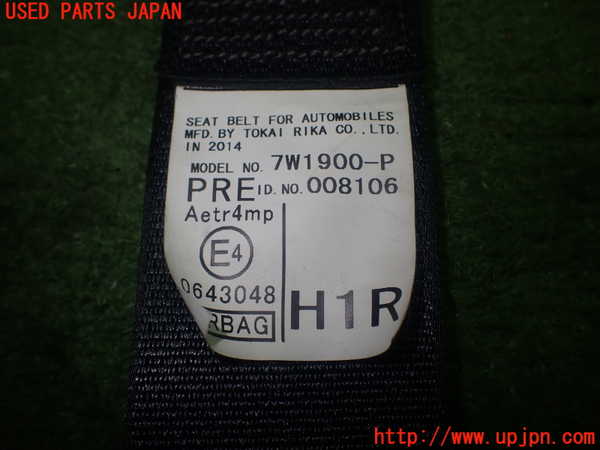 USED PARTS JAPAN
SEAT BELT FOR AUTOMOBILES
MFD. BY TOKAI RIKA CO., LTD.
IN 2014
MODEL NO. 7W1900-P
PRE ID. NO. 008106
Aetr4mp
E4
0643048
RBAG
H1R
http://www.upjpn.com